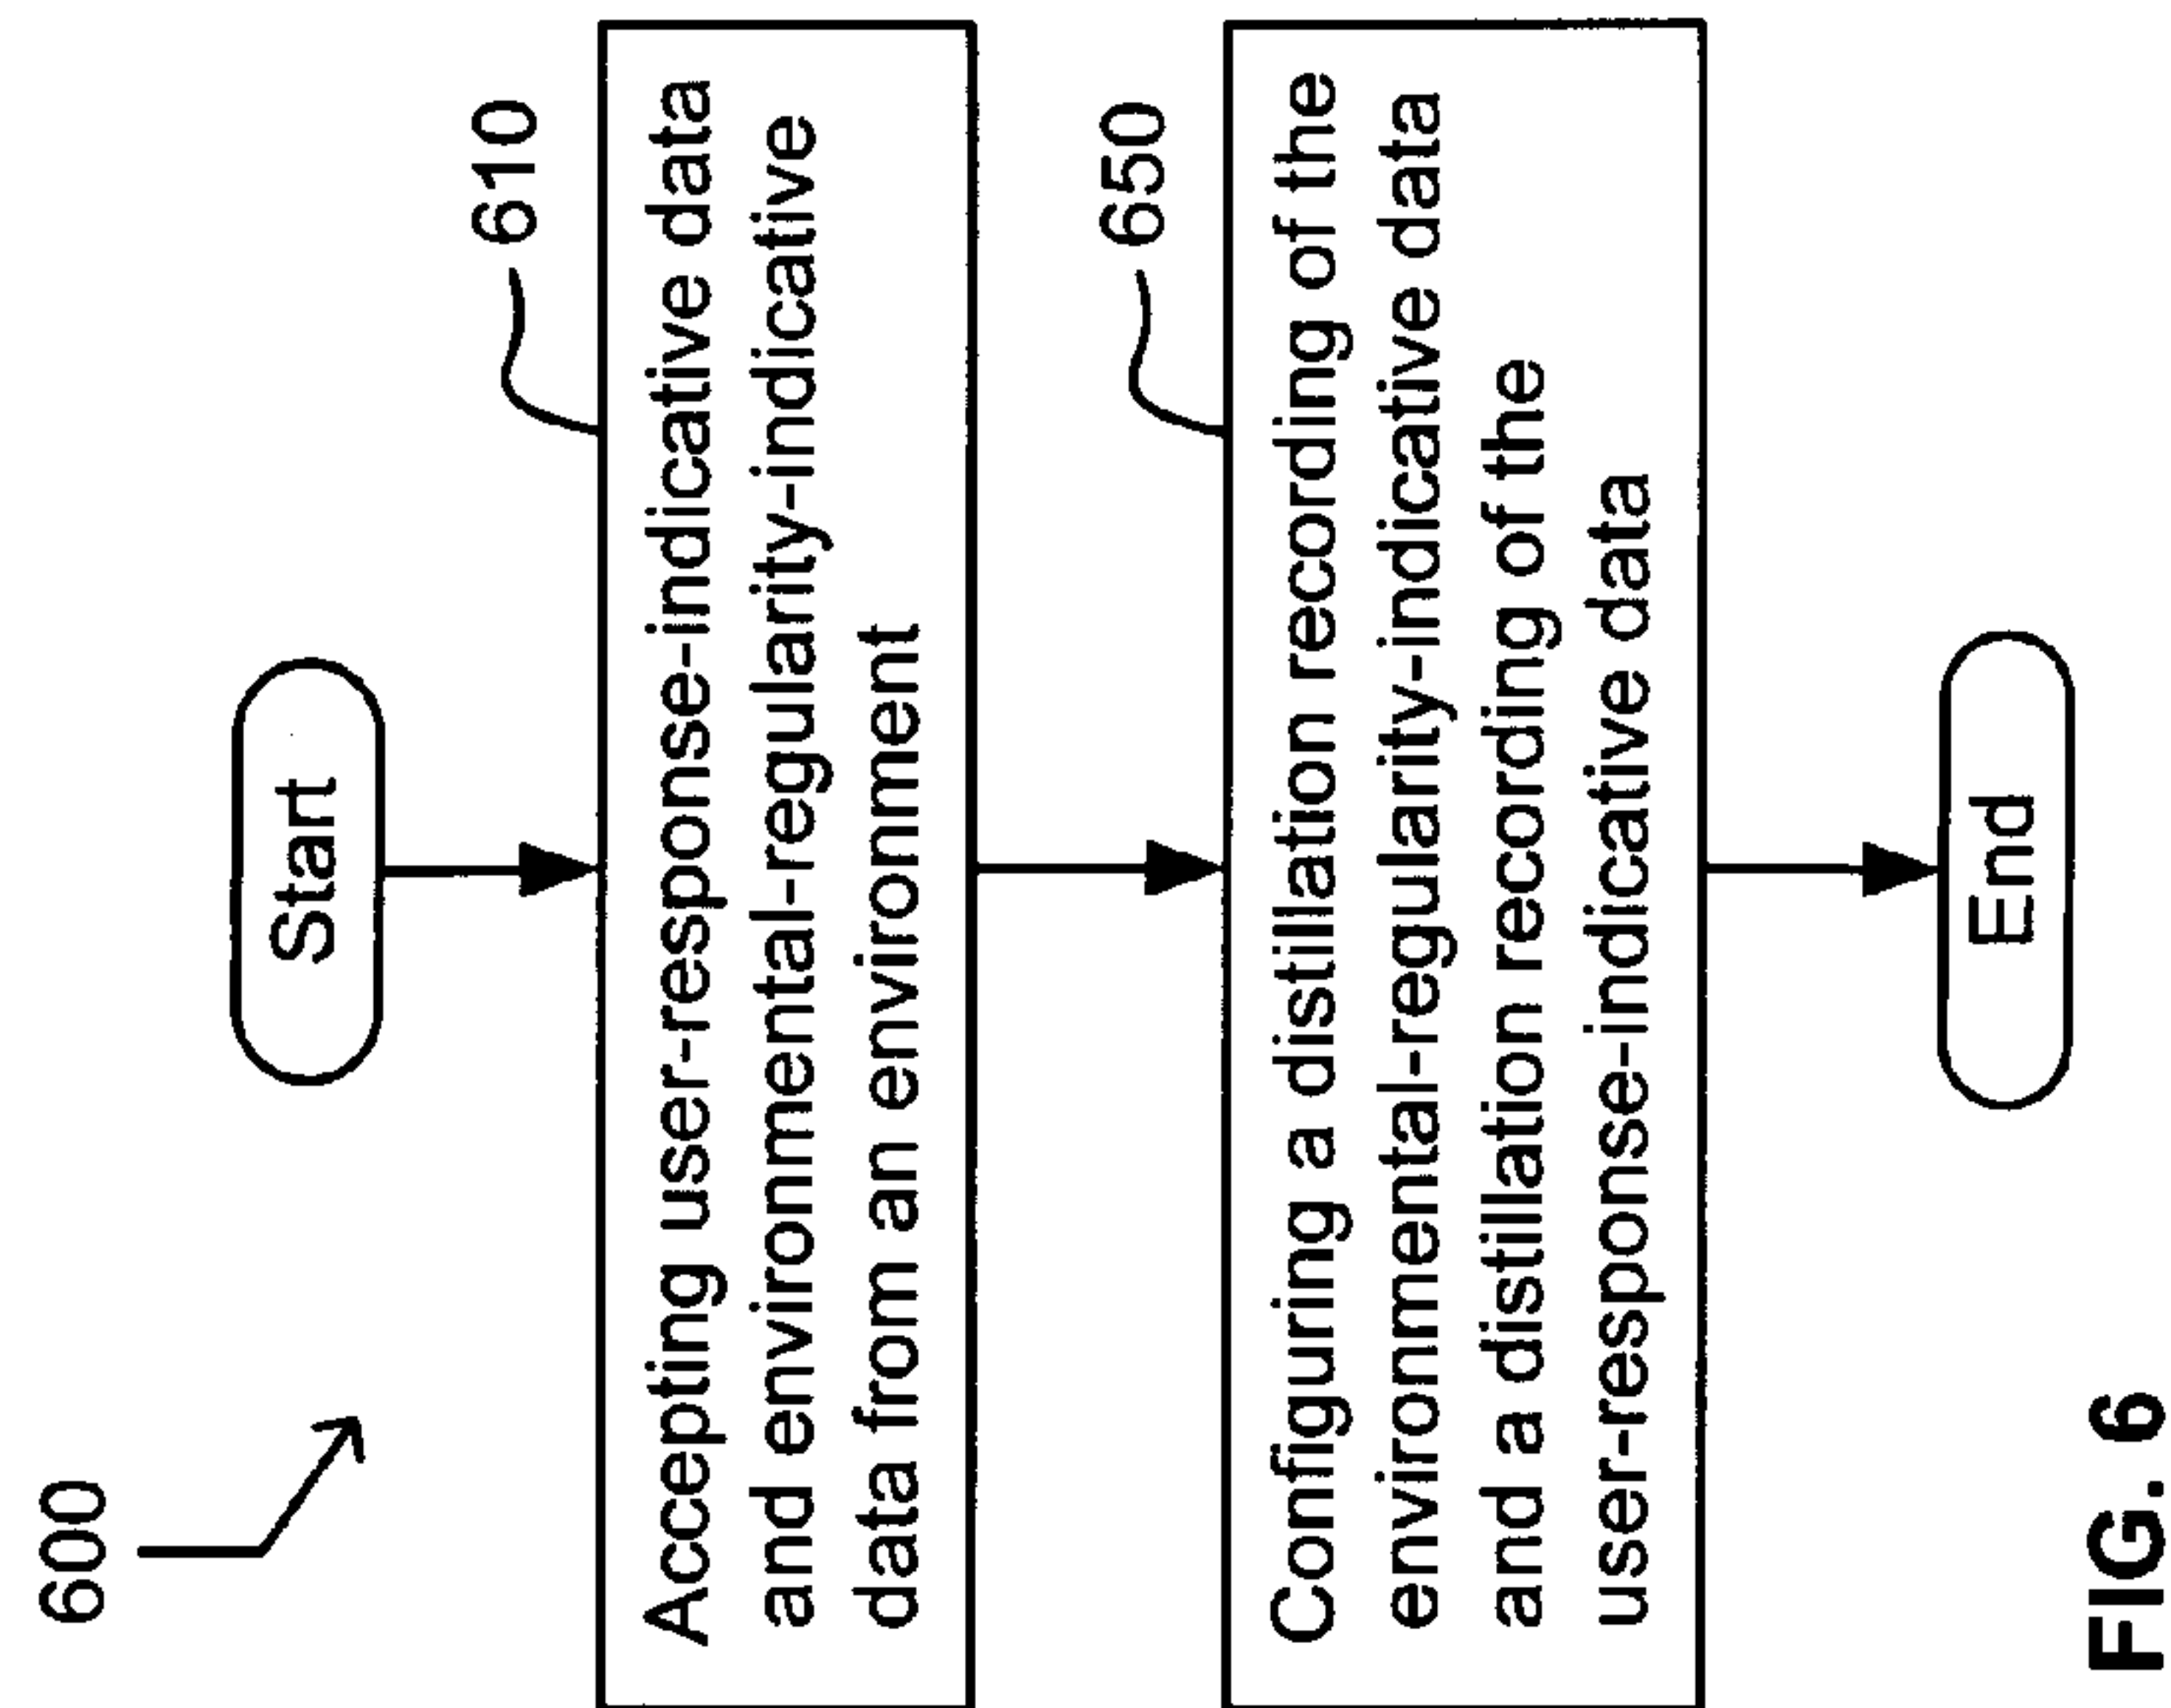 600
Start
610
Accepting user-response-indicative data
and environmental-regularity-indicative
data from an environment
650
Configuring a distillation recording of the
environmental-regularity-indicative data
and a distillation recording of the
user-response-indicative data
End
FIG. 6